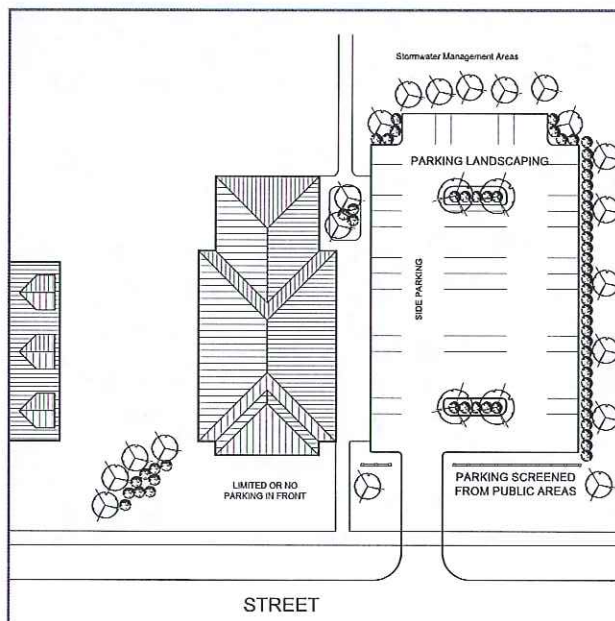 Stormwater Management Areas
PARKING LANDSCAPING
SIDE PARKING
LIMITED OR NO
PARKING IN FRONT
PARKING SCREENED
FROM PUBLIC AREAS
STREET